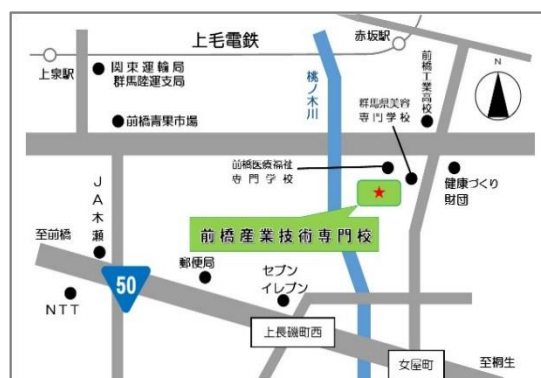 上毛電鉄
赤坂駅
上泉駅
関東運輸局
群馬陸運支局
桃ノ木川
前橋工業高校
N
群馬県美容
専門学校
前橋青果市場
前橋医療福祉
専門学校
健康づくり
財団
JA木瀬
前橋産業技術専門校
至前橋
50
郵便局
セブン
イレブン
NTT
上長磯町西
女屋町
至桐生